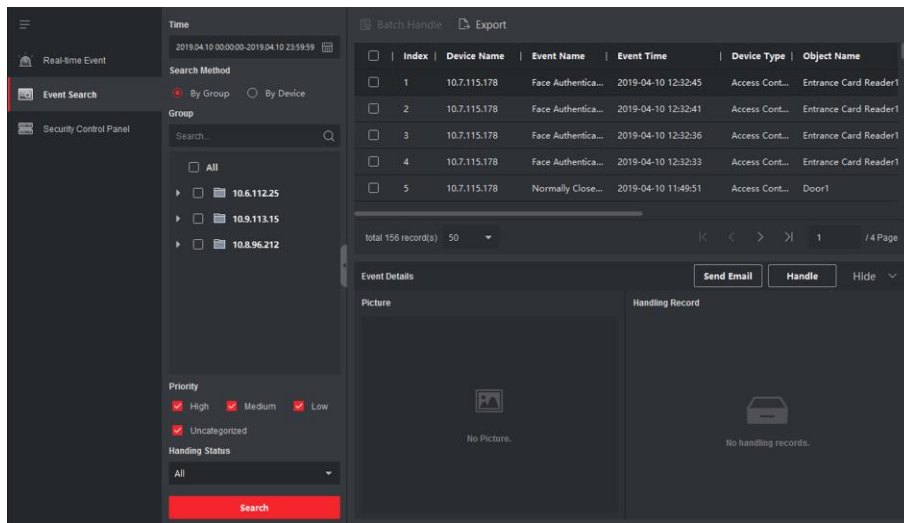 Real-time Event
Event Search
Security Control Panel
Time
2019.04.10 00:00:00-2019.04.10 23:59:59
Search Method
By Group By Device
Group
Search...
All
10.6.112.25
10.9.113.15
10.8.96.212
Priority
High Medium Low
Uncategorized
Handing Status
All
Search
Batch Handle Export
Index | Device Name | Event Name | Event Time | Device Type | Object Name
1 10.7.115.178 Face Authentica... 2019-04-10 12:32:45 Access Cont... Entrance Card Reader1
2 10.7.115.178 Face Authentica... 2019-04-10 12:32:41 Access Cont... Entrance Card Reader1
3 10.7.115.178 Face Authentica... 2019-04-10 12:32:36 Access Cont... Entrance Card Reader1
4 10.7.115.178 Face Authentica... 2019-04-10 12:32:33 Access Cont... Entrance Card Reader1
5 10.7.115.178 Normally Close... 2019-04-10 11:49:51 Access Cont... Door1
total 156 record(s) 50 1 / 4 Page
Event Details Send Email Handle Hide
Picture
No Picture.
Handling Record
No handling records.